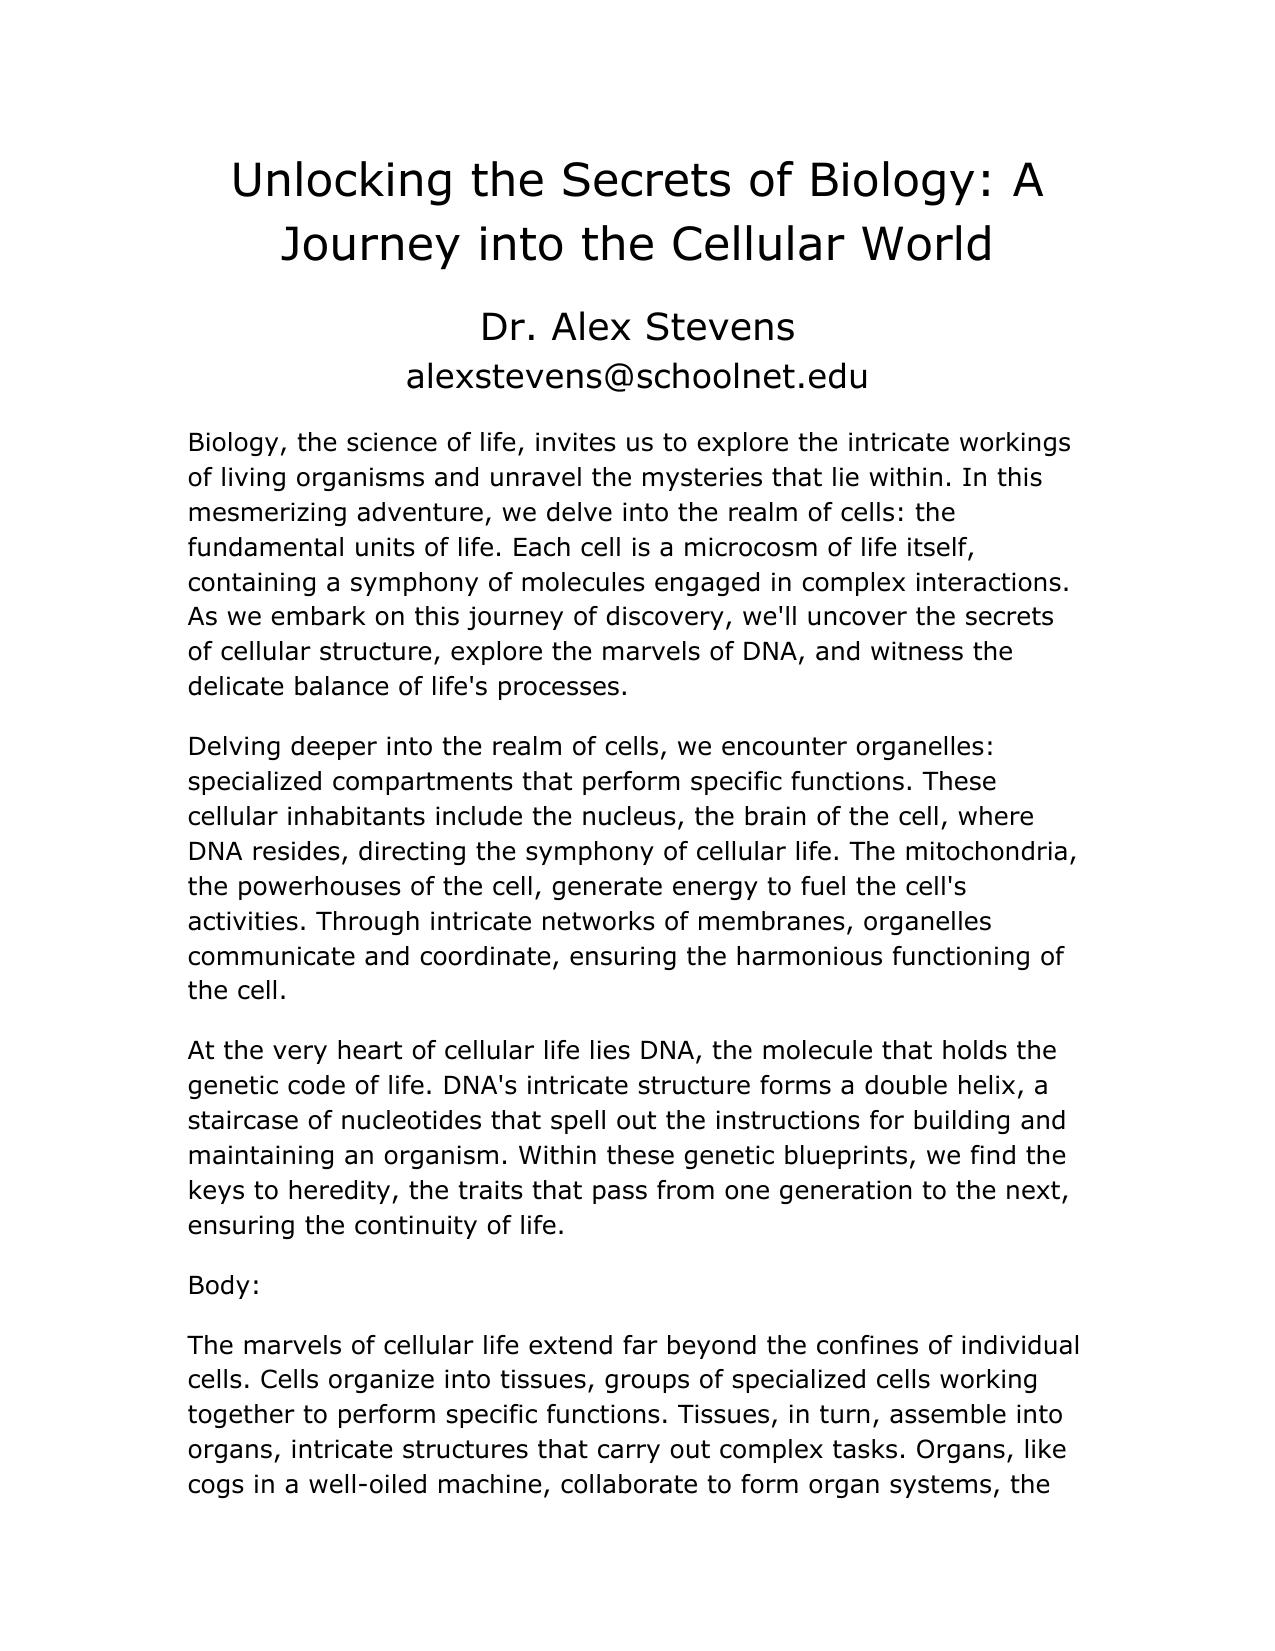 Unlocking the Secrets of Biology: A
Journey into the Cellular World
Dr. Alex Stevens
alexstevens@schoolnet.edu
Biology, the science of life, invites us to explore the intricate workings
of living organisms and unravel the mysteries that lie within. In this
mesmerizing adventure, we delve into the realm of cells: the
fundamental units of life. Each cell is a microcosm of life itself,
containing a symphony of molecules engaged in complex interactions.
As we embark on this journey of discovery, we'll uncover the secrets
of cellular structure, explore the marvels of DNA, and witness the
delicate balance of life's processes.
Delving deeper into the realm of cells, we encounter organelles:
specialized compartments that perform specific functions. These
cellular inhabitants include the nucleus, the brain of the cell, where
DNA resides, directing the symphony of cellular life. The mitochondria,
the powerhouses of the cell, generate energy to fuel the cell's
activities. Through intricate networks of membranes, organelles
communicate and coordinate, ensuring the harmonious functioning of
the cell.
At the very heart of cellular life lies DNA, the molecule that holds the
genetic code of life. DNA's intricate structure forms a double helix, a
staircase of nucleotides that spell out the instructions for building and
maintaining an organism. Within these genetic blueprints, we find the
keys to heredity, the traits that pass from one generation to the next,
ensuring the continuity of life.
Body:
The marvels of cellular life extend far beyond the confines of individual
cells. Cells organize into tissues, groups of specialized cells working
together to perform specific functions. Tissues, in turn, assemble into
organs, intricate structures that carry out complex tasks. Organs, like
cogs in a well-oiled machine, collaborate to form organ systems, the